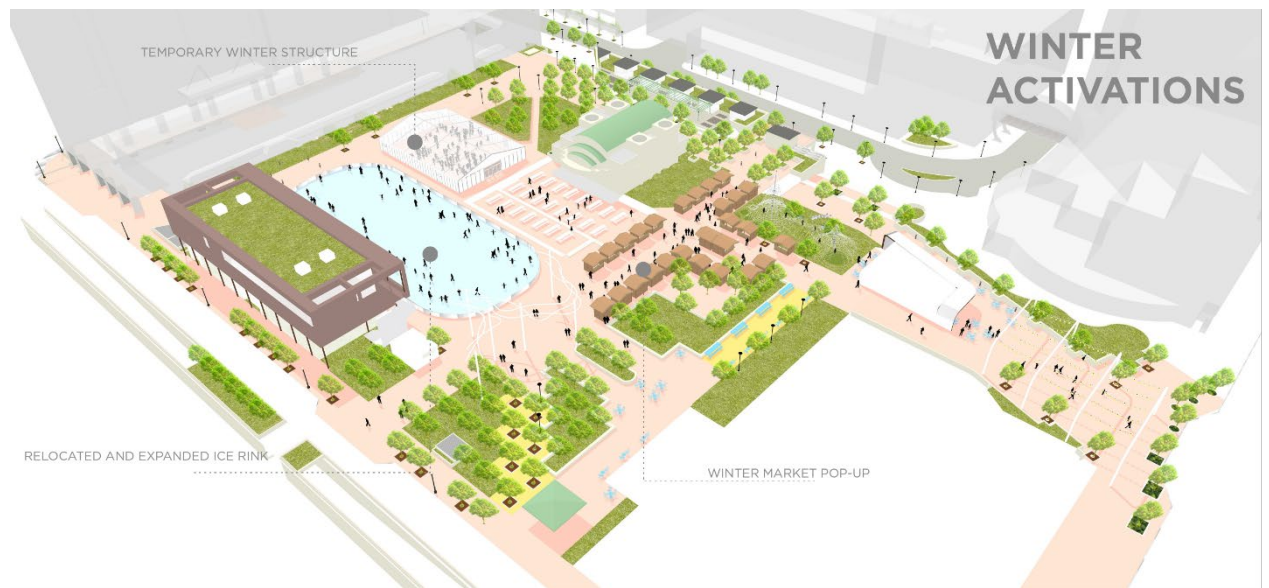 WINTER
ACTIVATIONS
TEMPORARY WINTER STRUCTURE
RELOCATED AND EXPANDED ICE RINK
WINTER MARKET POP-UP